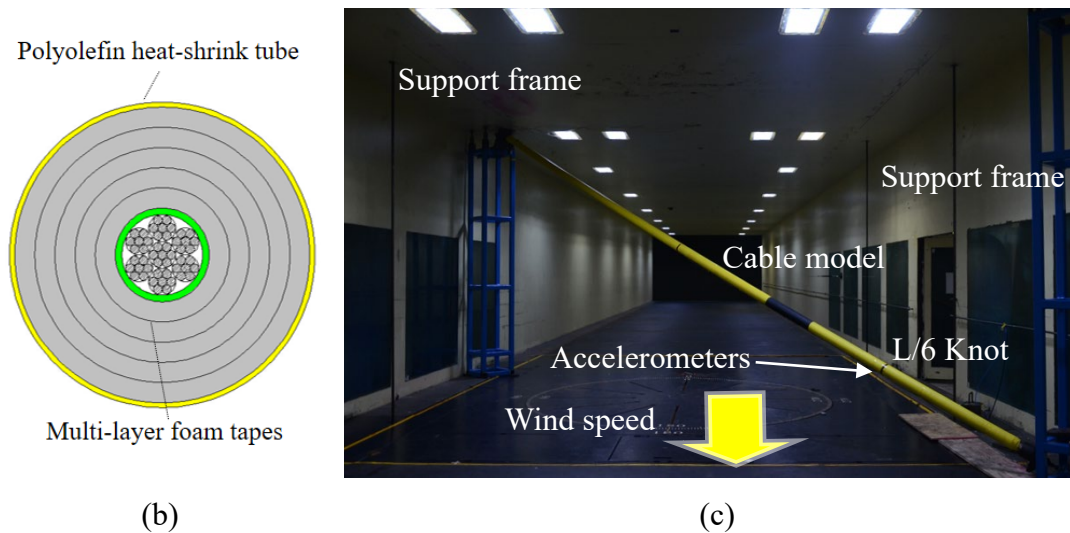 Polyolefin heat-shrink tube
Multi-layer foam tapes
(b)
Support frame
Support frame
Cable model
L/6 Knot
Accelerometers
Wind speed
(c)